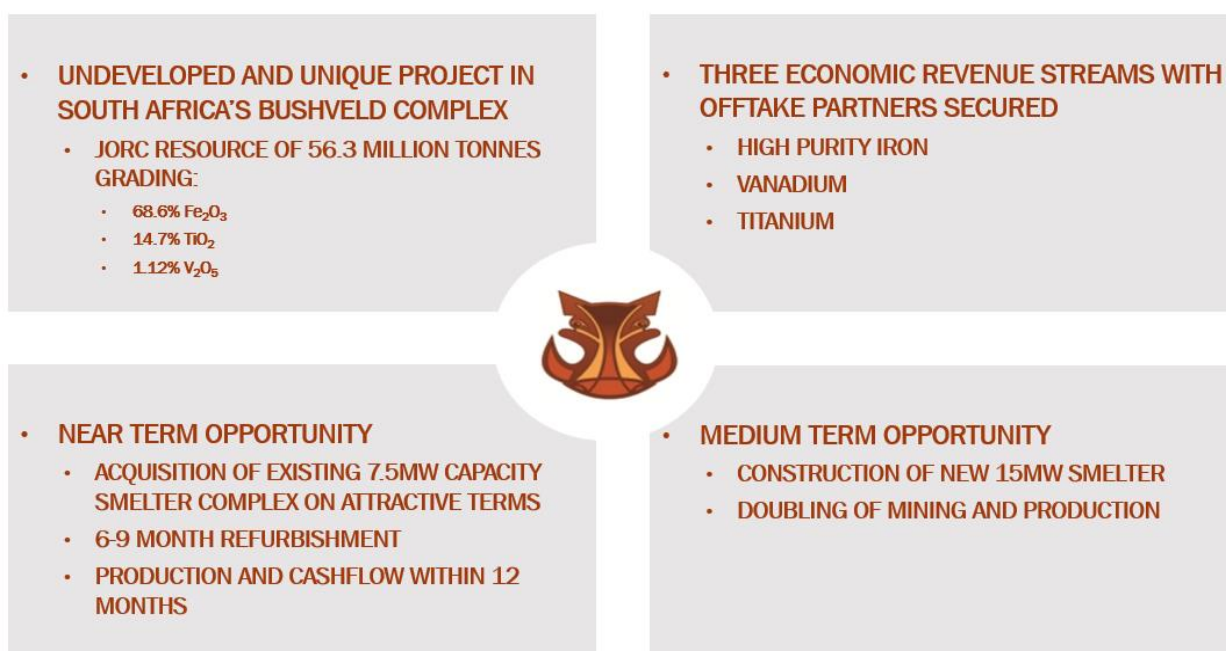 • UNDEVELOPED AND UNIQUE PROJECT IN
SOUTH AFRICA'S BUSHVELD COMPLEX
• JORC RESOURCE OF 56.3 MILLION TONNES
GRADING:
• 68.6% Fe₂O₃
• 14.7% TiO₂
• 1.12% V₂O₅
• THREE ECONOMIC REVENUE STREAMS WITH
OFFTAKE PARTNERS SECURED
• HIGH PURITY IRON
• VANADIUM
• TITANIUM
• NEAR TERM OPPORTUNITY
• ACQUISITION OF EXISTING 7.5MW CAPACITY
SMELTER COMPLEX ON ATTRACTIVE TERMS
• 6-9 MONTH REFURBISHMENT
• PRODUCTION AND CASHFLOW WITHIN 12
MONTHS
• MEDIUM TERM OPPORTUNITY
• CONSTRUCTION OF NEW 15MW SMELTER
• DOUBLING OF MINING AND PRODUCTION